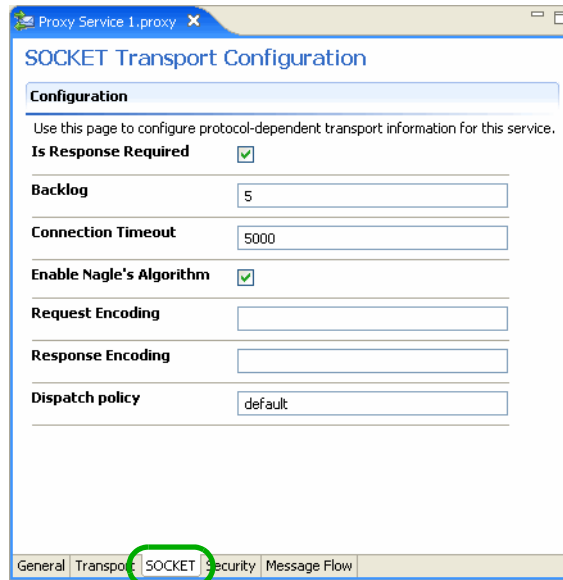 Proxy Service 1.proxy
SOCKET Transport Configuration
Configuration
Use this page to configure protocol-dependent transport information for this service.
Is Response Required
Backlog 5
Connection Timeout 5000
Enable Nagle's Algorithm
Request Encoding
Response Encoding
Dispatch policy default
General Transport SOCKET Security Message Flow